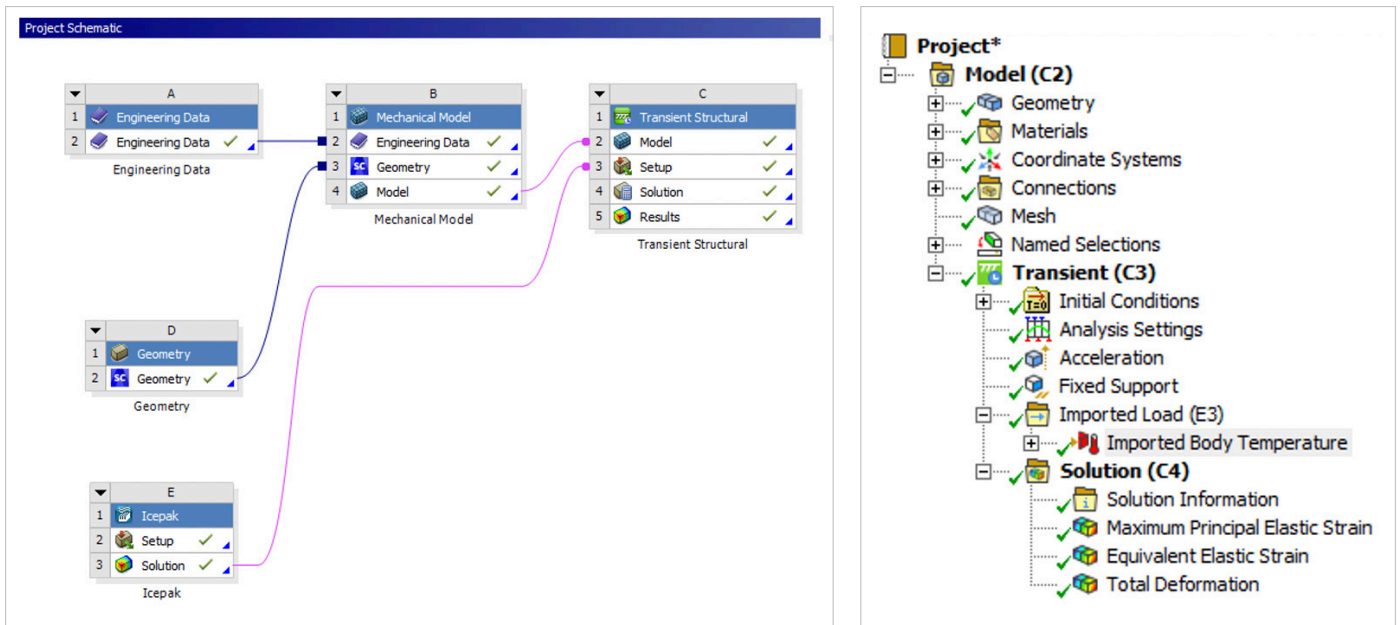 Project Schematic
A
1 Engineering Data
2 Engineering Data
Engineering Data
B
1 Mechanical Model
2 Engineering Data
3 SC Geometry
4 Model
Mechanical Model
C
1 Transient Structural
2 Model
3 Setup
4 Solution
5 Results
Transient Structural
D
1 Geometry
2 SC Geometry
Geometry
E
1 Icepak
2 Setup
3 Solution
Icepak
Project*
Model (C2)
Geometry
Materials
Coordinate Systems
Connections
Mesh
Named Selections
Transient (C3)
T=0 Initial Conditions
Analysis Settings
Acceleration
Fixed Support
Imported Load (E3)
Imported Body Temperature
Solution (C4)
i Solution Information
Maximum Principal Elastic Strain
Equivalent Elastic Strain
Total Deformation